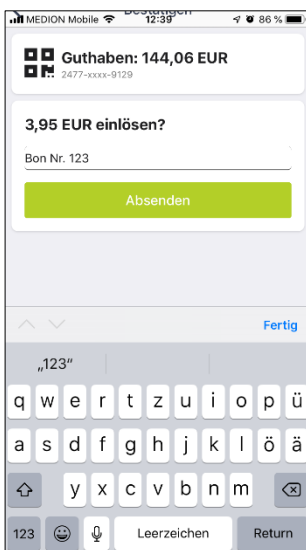 MEDION Mobile 12:39 86 %
Bestätigen
Guthaben: 144,06 EUR
2477-xxxx-9129
3,95 EUR einlösen?
Bon Nr. 123
Absenden
Fertig
„123“
q w e r t z u i o p ü
a s d f g h j k l ö ä
y x c v b n m
123 Leerzeichen Return